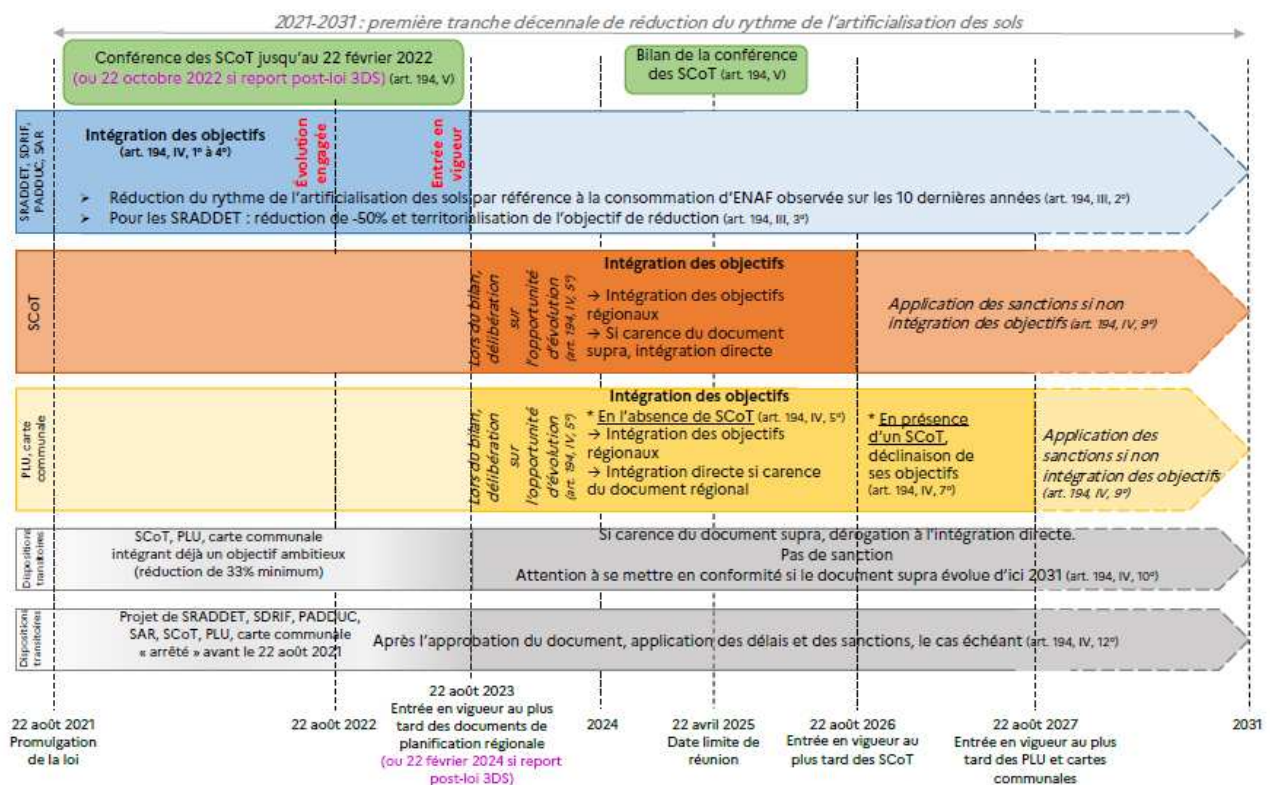 2021-2031 : première tranche décennale de réduction du rythme de l'artificialisation des sols
Conférence des SCoT jusqu'au 22 février 2022
(ou 22 octobre 2022 si report post-loi 3DS) (art. 194, V)
Bilan de la conférence
des SCoT (art. 194, V)
SRADDET, SDRIF,
PADDUC, SAR
Intégration des objectifs
(art. 194, IV, 1° à 4°)
Évolution
engagée
Entrée en
vigueur
➢ Réduction du rythme de l'artificialisation des sols par référence à la consommation d'ENAF observée sur les 10 dernières années (art. 194, III, 2°)
➢ Pour les SRADDET : réduction de -50% et territorialisation de l'objectif de réduction (art. 194, III, 3°)
SCoT
Lors du bilan,
délibération
sur
l'opportunité
d'évolution
(art. 194, IV, 5°)
Intégration des objectifs
→ Intégration des objectifs
régionaux
→ Si carence du document
supra, intégration directe
Application des sanctions si non
intégration des objectifs (art. 194, IV, 9°)
PLU, carte
communale
Lors du bilan,
délibération
sur
l'opportunité
d'évolution
(art. 194, IV, 5°)
Intégration des objectifs
* En l'absence de SCoT (art. 194, IV, 5°)
→ Intégration des objectifs
régionaux
→ Intégration directe si carence
du document régional
* En présence
d'un SCoT,
déclinaison de
ses objectifs
(art. 194, IV, 7°)
Application des
sanctions si non
intégration des objectifs
(art. 194, IV, 9°)
Dispositions
transitoires
SCoT, PLU, carte communale
intégrant déjà un objectif ambitieux
(réduction de 33% minimum)
Si carence du document supra, dérogation à l'intégration directe.
Pas de sanction
Attention à se mettre en conformité si le document supra évolue d'ici 2031 (art. 194, IV, 10°)
Dispositions
transitoires
Projet de SRADDET, SDRIF, PADDUC,
SAR, SCoT, PLU, carte communale
« arrêté » avant le 22 août 2021
Après l'approbation du document, application des délais et des sanctions, le cas échéant (art. 194, IV, 12°)
22 août 2021
Promulgation
de la loi
22 août 2022
22 août 2023
Entrée en vigueur au plus
tard des documents de
planification régionale
(ou 22 février 2024 si report
post-loi 3DS)
2024
22 avril 2025
Date limite de
réunion
22 août 2026
Entrée en vigueur au
plus tard des SCoT
22 août 2027
Entrée en vigueur au plus
tard des PLU et cartes
communales
2031